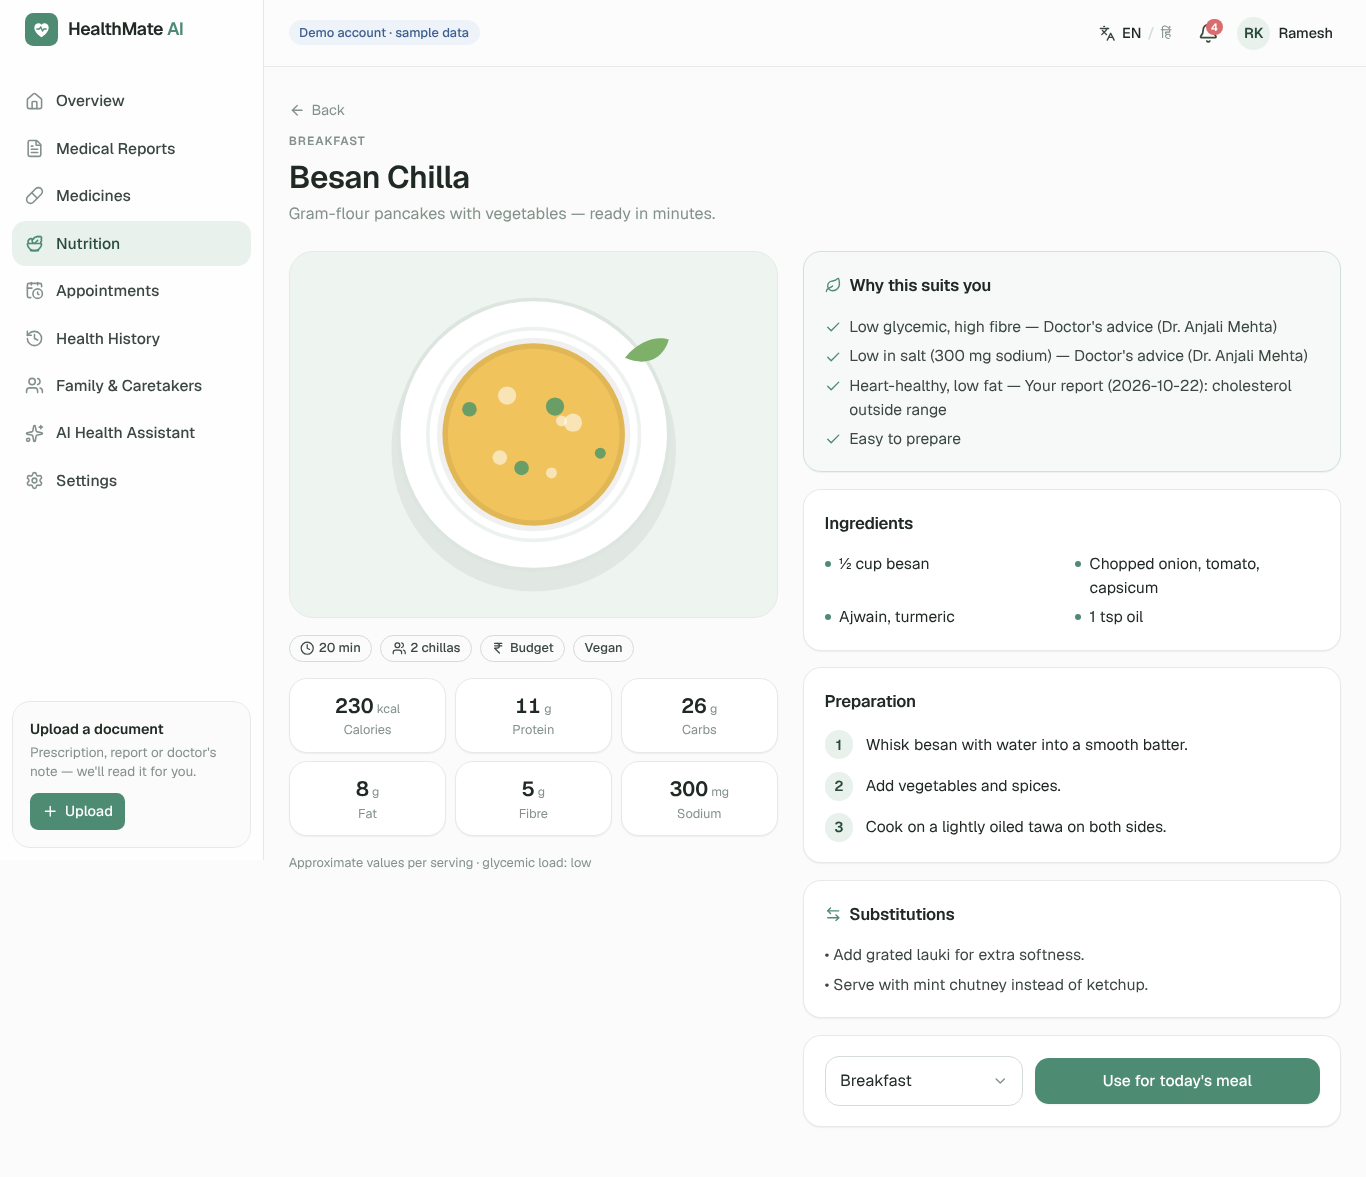 HealthMate AI
Overview
Medical Reports
Medicines
Nutrition
Appointments
Health History
Family & Caretakers
AI Health Assistant
Settings
Upload a document
Prescription, report or doctor's
note — we'll read it for you.
Upload
Demo account · sample data
EN / हिं
4
RK Ramesh
Back
BREAKFAST
Besan Chilla
Gram-flour pancakes with vegetables — ready in minutes.
20 min
2 chillas
₹ Budget
Vegan
230 kcal
Calories
11 g
Protein
26 g
Carbs
8 g
Fat
5 g
Fibre
300 mg
Sodium
Approximate values per serving · glycemic load: low
Why this suits you
Low glycemic, high fibre — Doctor's advice (Dr. Anjali Mehta)
Low in salt (300 mg sodium) — Doctor's advice (Dr. Anjali Mehta)
Heart-healthy, low fat — Your report (2026-10-22): cholesterol
outside range
Easy to prepare
Ingredients
½ cup besan
Chopped onion, tomato,
capsicum
Ajwain, turmeric
1 tsp oil
Preparation
1 Whisk besan with water into a smooth batter.
2 Add vegetables and spices.
3 Cook on a lightly oiled tawa on both sides.
Substitutions
• Add grated lauki for extra softness.
• Serve with mint chutney instead of ketchup.
Breakfast
Use for today's meal